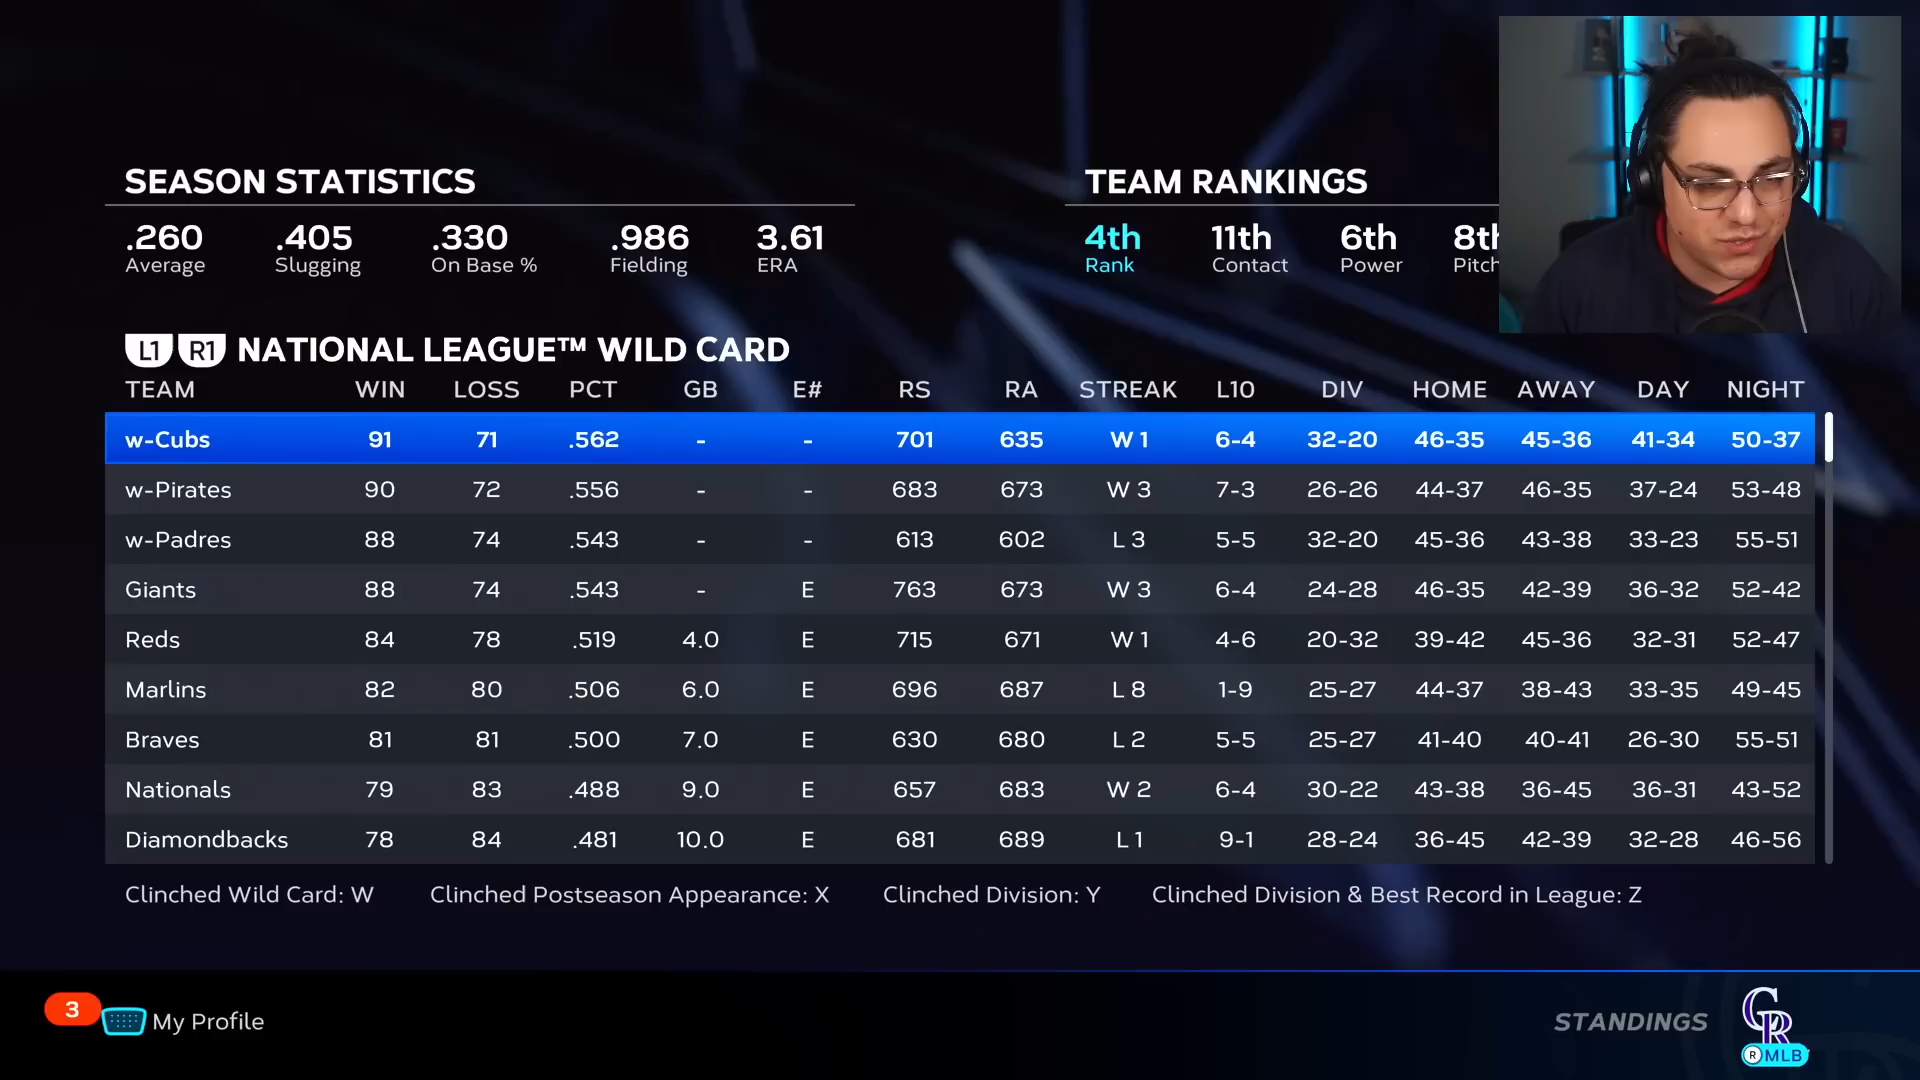 SEASON STATISTICS
.260 .405 .330 .986 3.61
Average Slugging On Base % Fielding ERA
TEAM RANKINGS
4th 11th 6th 8th
Rank Contact Power Pitch
L1 R1 NATIONAL LEAGUE™ WILD CARD
TEAM WIN LOSS PCT GB E# RS RA STREAK L10 DIV HOME AWAY DAY NIGHT
w-Cubs 91 71 .562 - - 701 635 W 1 6-4 32-20 46-35 45-36 41-34 50-37
w-Pirates 90 72 .556 - - 683 673 W 3 7-3 26-26 44-37 46-35 37-24 53-48
w-Padres 88 74 .543 - - 613 602 L 3 5-5 32-20 45-36 43-38 33-23 55-51
Giants 88 74 .543 - E 763 673 W 3 6-4 24-28 46-35 42-39 36-32 52-42
Reds 84 78 .519 4.0 E 715 671 W 1 4-6 20-32 39-42 45-36 32-31 52-47
Marlins 82 80 .506 6.0 E 696 687 L 8 1-9 25-27 44-37 38-43 33-35 49-45
Braves 81 81 .500 7.0 E 630 680 L 2 5-5 25-27 41-40 40-41 26-30 55-51
Nationals 79 83 .488 9.0 E 657 683 W 2 6-4 30-22 43-38 36-45 36-31 43-52
Diamondbacks 78 84 .481 10.0 E 681 689 L 1 9-1 28-24 36-45 42-39 32-28 46-56
Clinched Wild Card: W Clinched Postseason Appearance: X Clinched Division: Y Clinched Division & Best Record in League: Z
3 My Profile
STANDINGS
CR
R MLB